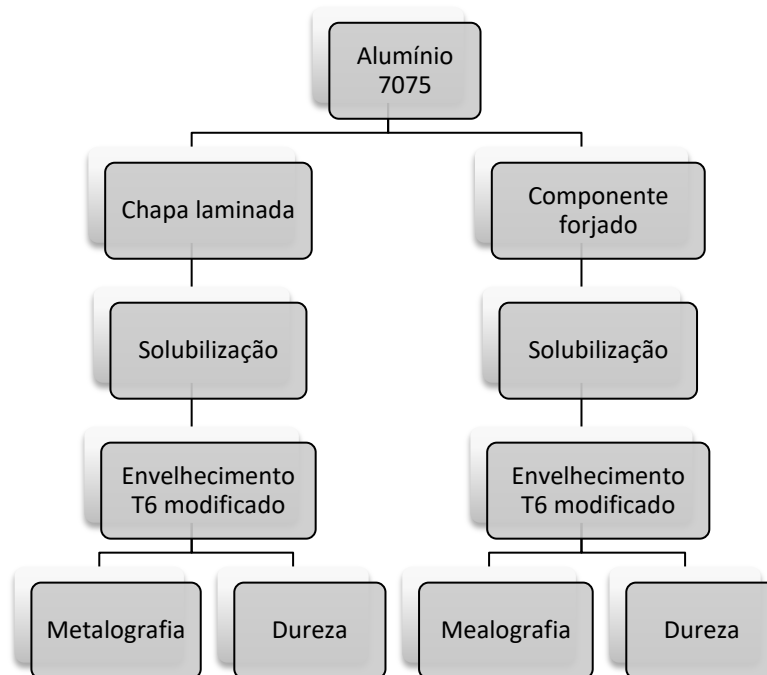 Alumínio
7075
Chapa laminada
Componente
forjado
Solubilização
Solubilização
Envelhecimento
T6 modificado
Envelhecimento
T6 modificado
Metalografia
Dureza
Mealografia
Dureza